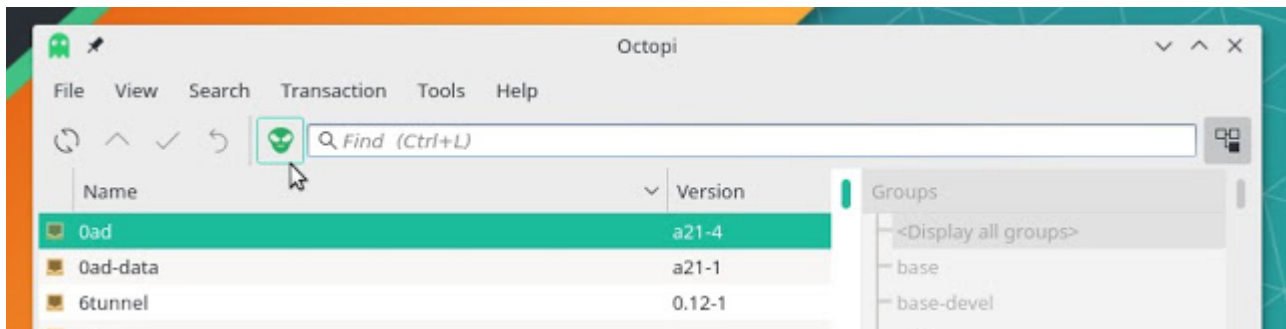 Octopi
File View Search Transaction Tools Help
Find (Ctrl+L)
Name Version Groups
0ad a21-4 <Display all groups>
0ad-data a21-1 base
6tunnel 0.12-1 base-devel